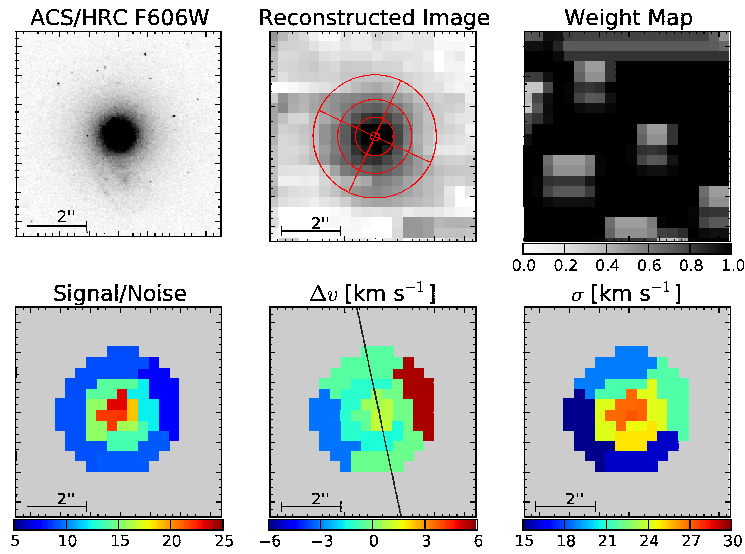 ACS/HRC F606W
Reconstructed Image
Weight Map
2''
2''
0.0 0.2 0.4 0.6 0.8 1.0
Signal/Noise
Δv [km s⁻¹]
σ [km s⁻¹]
2''
2''
2''
5 10 15 20 25
−6 −3 0 3 6
15 18 21 24 27 30